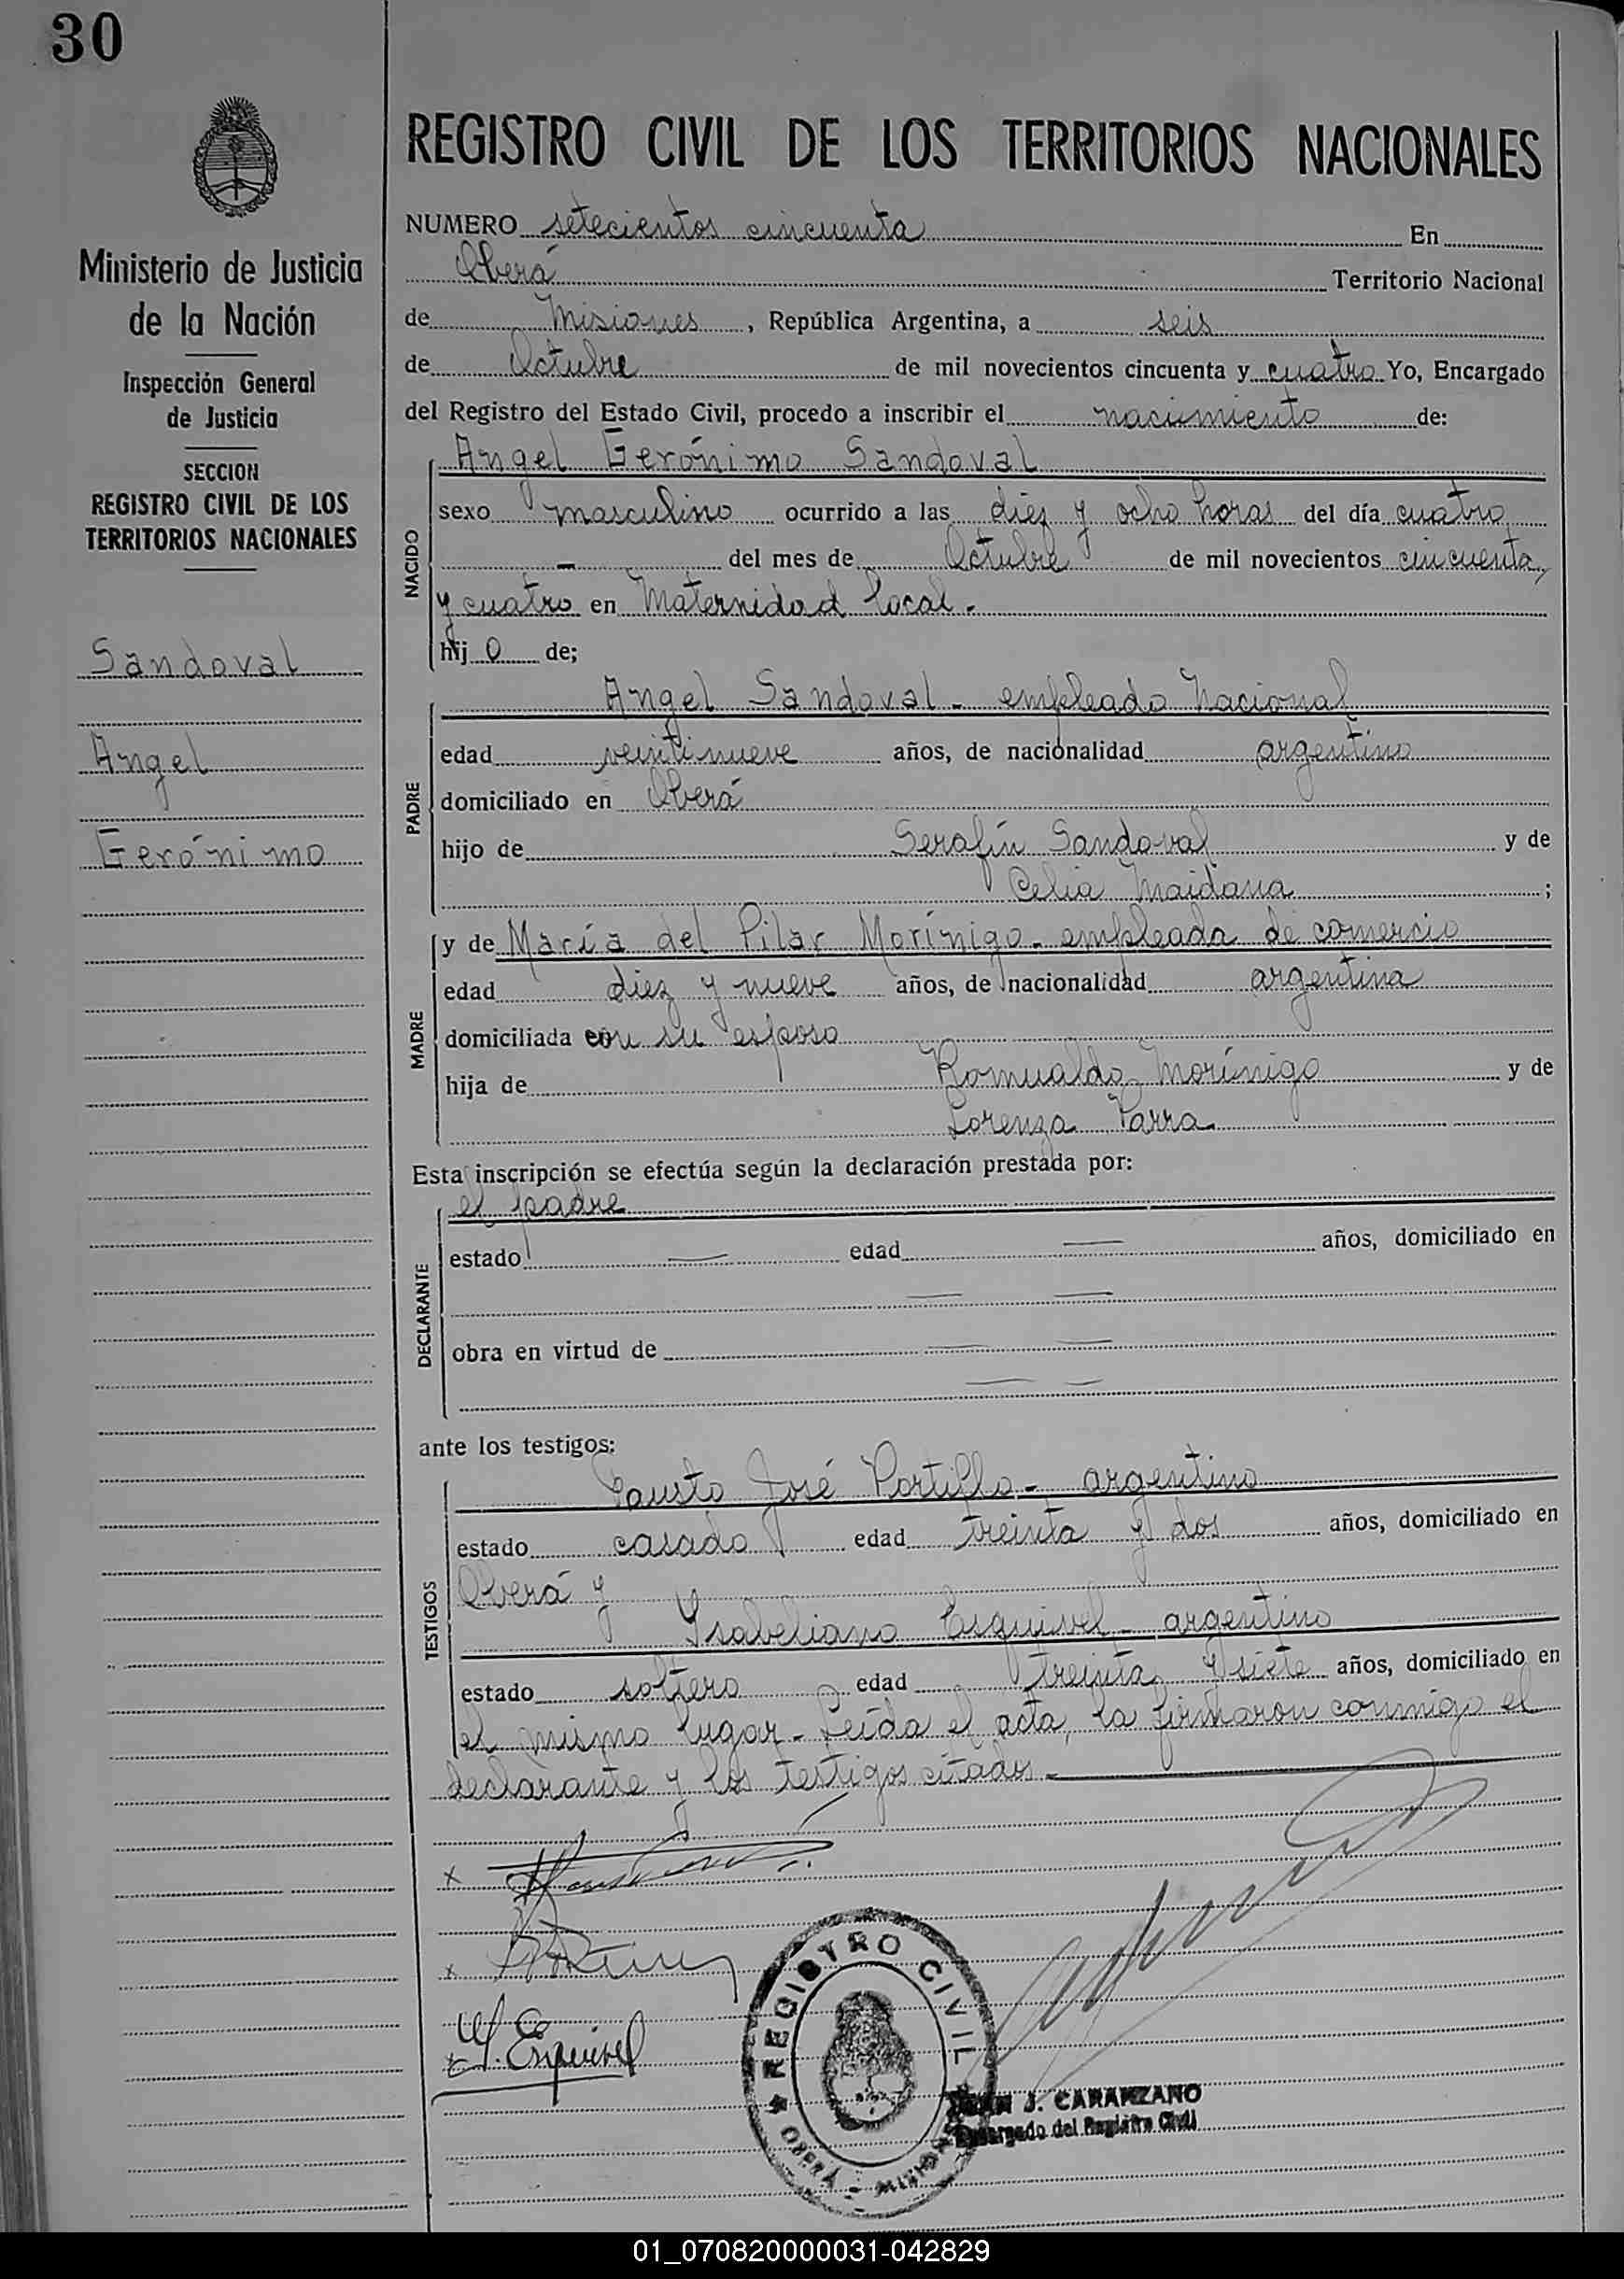 30
Ministerio de Justicia
de la Nación
Inspección General
de Justicia
SECCION
REGISTRO CIVIL DE LOS
TERRITORIOS NACIONALES
Sandoval
Angel
Gerónimo
REGISTRO CIVIL DE LOS TERRITORIOS NACIONALES
NUMERO setecientos cincuenta En
Oberá Territorio Nacional
de Misiones, República Argentina, a seis
de Octubre de mil novecientos cincuenta y cuatro Yo, Encargado
del Registro del Estado Civil, procedo a inscribir el nacimiento de:
NACIDO
Angel Gerónimo Sandoval
sexo masculino ocurrido a las diez y ocho horas del día cuatro
- del mes de Octubre de mil novecientos cincuenta
y cuatro en Maternidad local.
hij o de;
PADRE
Angel Sandoval - empleado Nacional
edad veintinueve años, de nacionalidad argentino
domiciliado en Oberá
hijo de Serafín Sandoval y de
Celia Maidana ;
MADRE
y de María del Pilar Morínigo - empleada de comercio
edad diez y nueve años, de nacionalidad argentina
domiciliada con su esposo
hija de Romualdo Morínigo y de
Lorenza Parra
Esta inscripción se efectúa según la declaración prestada por:
DECLARANTE
el padre
estado — edad — años, domiciliado en
— —
obra en virtud de — —
— —
ante los testigos:
TESTIGOS
Fausto José Portillo - argentino
estado casado edad treinta y dos años, domiciliado en
Oberá y
Ysabeliano Esquivel - argentino
estado soltero edad treinta y siete años, domiciliado en
el mismo lugar - Leída el acta, la firmaron conmigo el
declarante y los testigos citados.
x
x
x Y. Esquivel
REGISTRO CIVIL
OBERÁ - MISIONES
JUAN J. CARANZANO
Encargado del Registro Civil
01_070820000031-042829